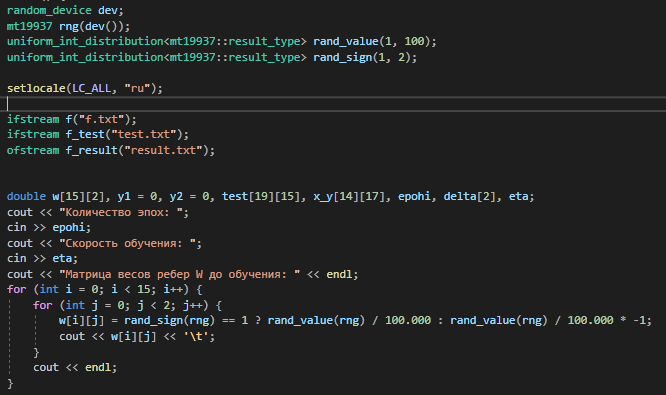 random_device dev;
mt19937 rng(dev());
uniform_int_distribution<mt19937::result_type> rand_value(1, 100);
uniform_int_distribution<mt19937::result_type> rand_sign(1, 2);
setlocale(LC_ALL, "ru");
ifstream f("f.txt");
ifstream f_test("test.txt");
ofstream f_result("result.txt");
double w[15][2], y1 = 0, y2 = 0, test[19][15], x_y[14][17], epohi, delta[2], eta;
cout << "Количество эпох: ";
cin >> epohi;
cout << "Скорость обучения: ";
cin >> eta;
cout << "Матрица весов ребер W до обучения: " << endl;
for (int i = 0; i < 15; i++) {
    for (int j = 0; j < 2; j++) {
        w[i][j] = rand_sign(rng) == 1 ? rand_value(rng) / 100.000 : rand_value(rng) / 100.000 * -1;
        cout << w[i][j] << '\t';
    }
    cout << endl;
}